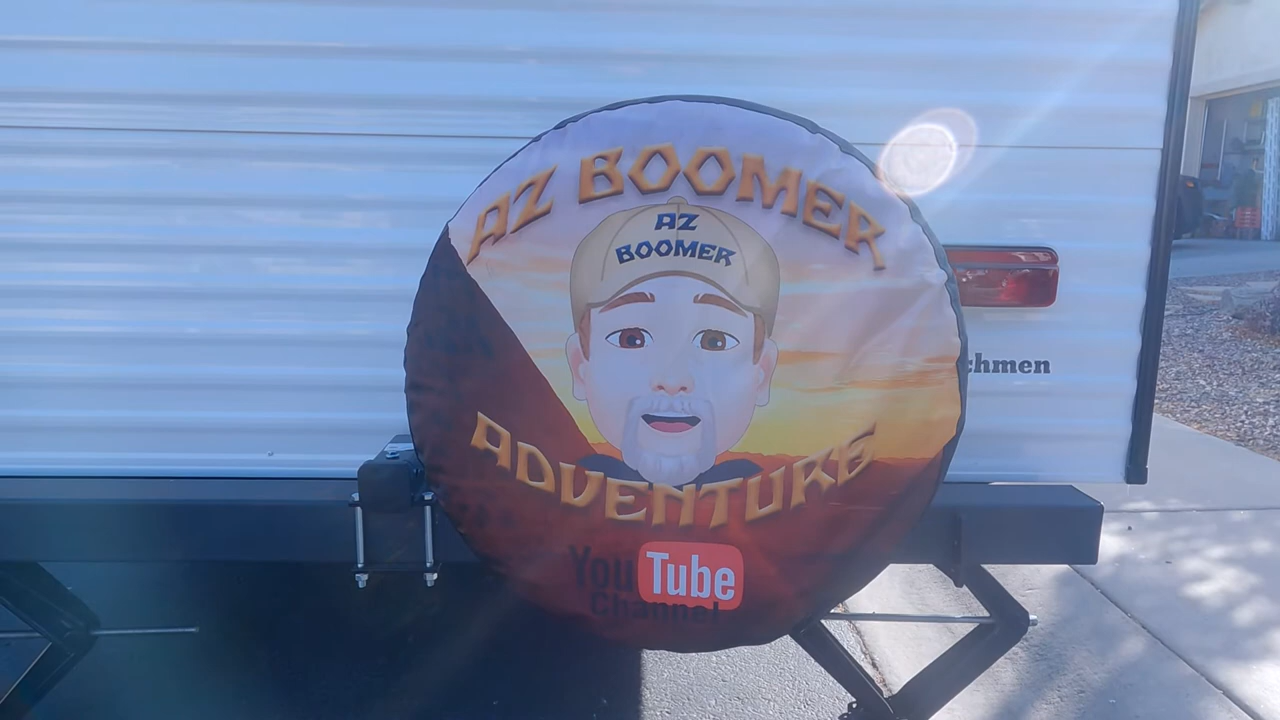 AZ BOOMER
AZ
BOOMER
chmen
ADVENTURE
YouTube
Channel